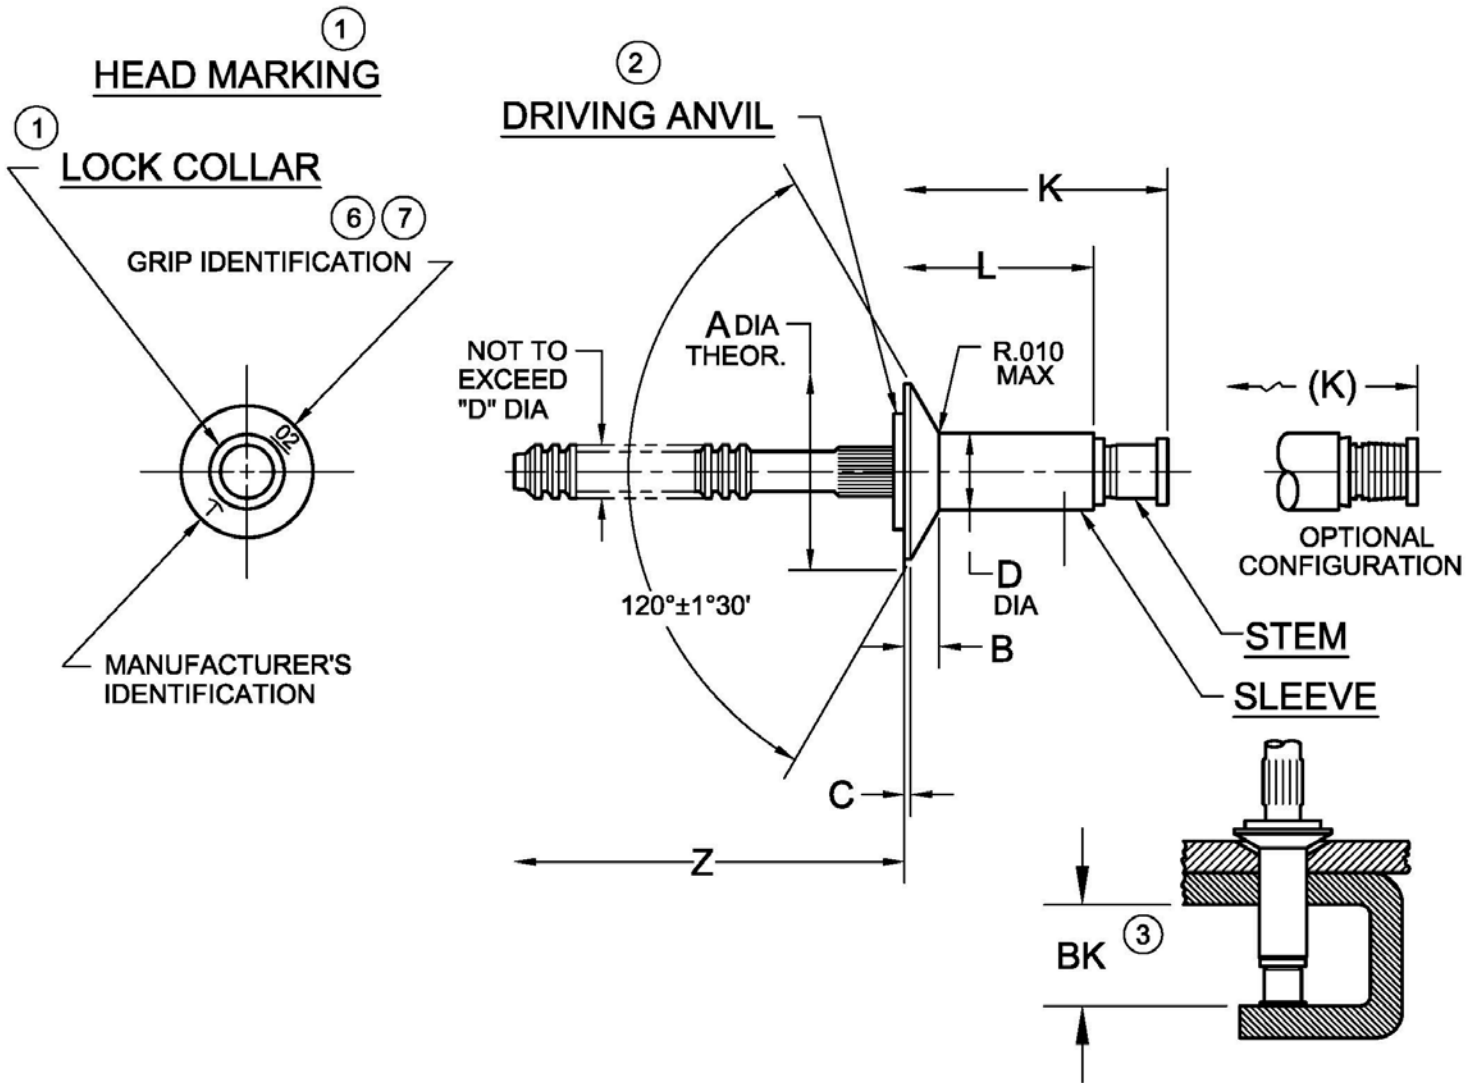 1
HEAD MARKING
1
LOCK COLLAR
6 7
GRIP IDENTIFICATION
02
MANUFACTURER'S
IDENTIFICATION
2
DRIVING ANVIL
K
L
A DIA
THEOR.
NOT TO
EXCEED
"D" DIA
R.010
MAX
(K)
OPTIONAL
CONFIGURATION
120°±1°30'
D
DIA
B
STEM
SLEEVE
C
Z
BK
3